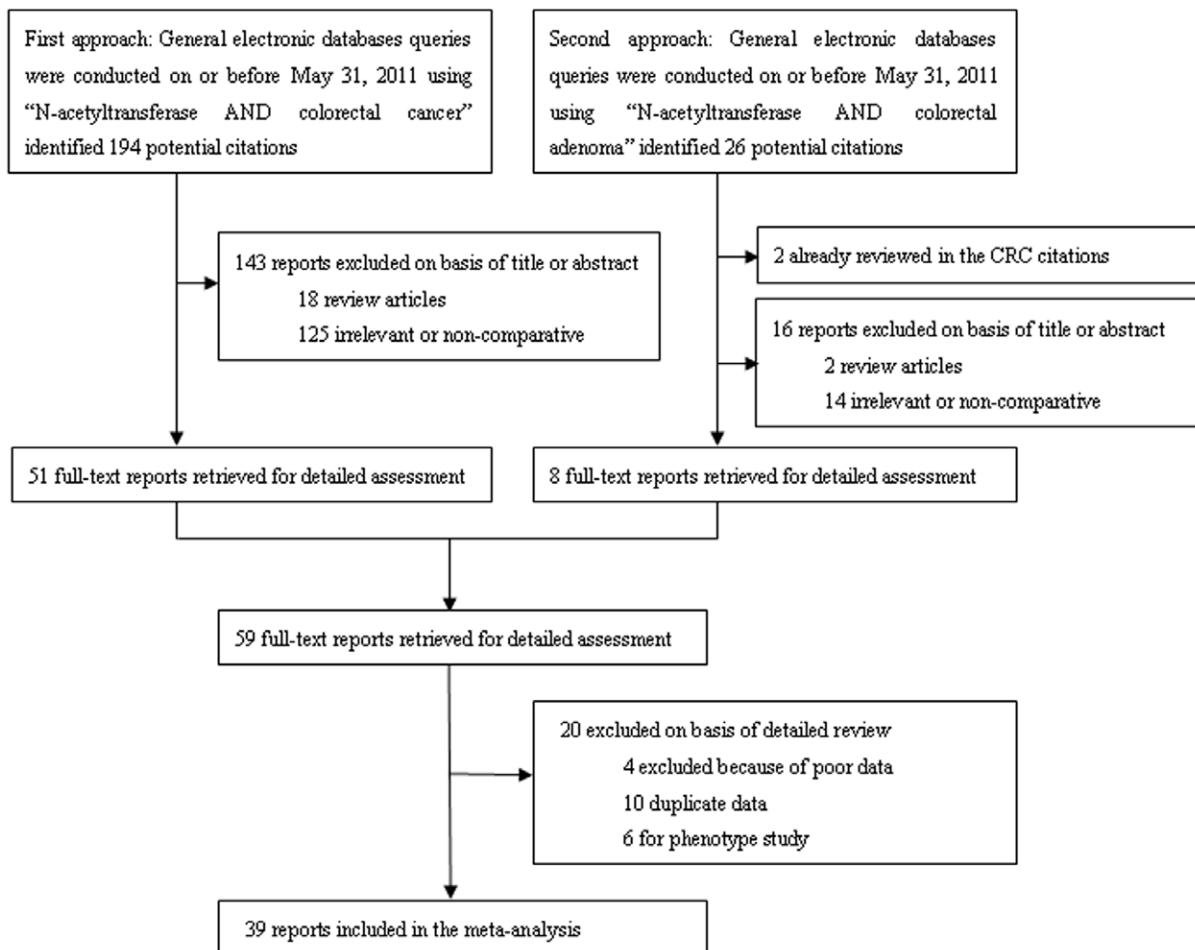 First approach: General electronic databases queries
were conducted on or before May 31, 2011 using
“N-acetyltransferase AND colorectal cancer”
identified 194 potential citations
Second approach: General electronic databases
queries were conducted on or before May 31, 2011
using “N-acetyltransferase AND colorectal
adenoma” identified 26 potential citations
143 reports excluded on basis of title or abstract
18 review articles
125 irrelevant or non-comparative
2 already reviewed in the CRC citations
16 reports excluded on basis of title or abstract
2 review articles
14 irrelevant or non-comparative
51 full-text reports retrieved for detailed assessment
8 full-text reports retrieved for detailed assessment
59 full-text reports retrieved for detailed assessment
20 excluded on basis of detailed review
4 excluded because of poor data
10 duplicate data
6 for phenotype study
39 reports included in the meta-analysis